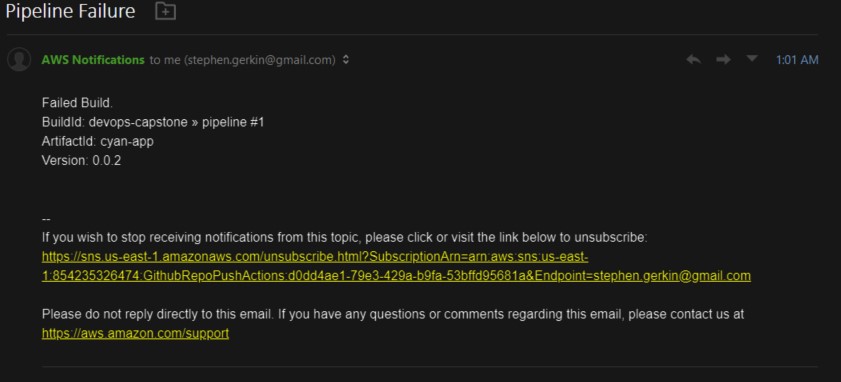 Pipeline Failure
AWS Notifications to me (stephen.gerkin@gmail.com)
1:01 AM
Failed Build.
BuildId: devops-capstone » pipeline #1
ArtifactId: cyan-app
Version: 0.0.2
--
If you wish to stop receiving notifications from this topic, please click or visit the link below to unsubscribe:
https://sns.us-east-1.amazonaws.com/unsubscribe.html?SubscriptionArn=arn:aws:sns:us-east-
1:854235326474:GithubRepoPushActions:d0dd4ae1-79e3-429a-b9fa-53bffd95681a&Endpoint=stephen.gerkin@gmail.com
Please do not reply directly to this email. If you have any questions or comments regarding this email, please contact us at
https://aws.amazon.com/support